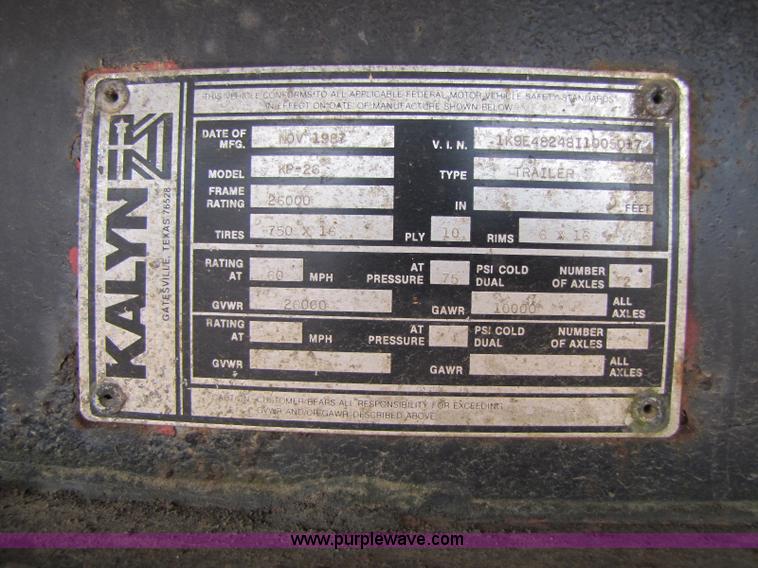 KALYN
GATESVILLE, TEXAS 76528
THIS VEHICLE CONFORMS TO ALL APPLICABLE FEDERAL MOTOR VEHICLE SAFETY STANDARDS
IN EFFECT ON DATE OF MANUFACTURE SHOWN BELOW
DATE OF MFG. NOV 1987 V.I.N.
MODEL KP-26 TYPE TRAILER
FRAME RATING 26000 IN FEET
TIRES 750 X 16 PLY 10 RIMS 6 X 16
RATING AT 60 MPH AT PRESSURE 75 PSI COLD DUAL NUMBER OF AXLES 2
GVWR 26000 GAWR 10000 ALL AXLES
RATING AT MPH AT PRESSURE PSI COLD DUAL NUMBER OF AXLES
GVWR GAWR ALL AXLES
CAUTION: CUSTOMER BEARS ALL RESPONSIBILITY FOR EXCEEDING
GVWR AND/OR GAWR DESCRIBED ABOVE
www.purplewave.com